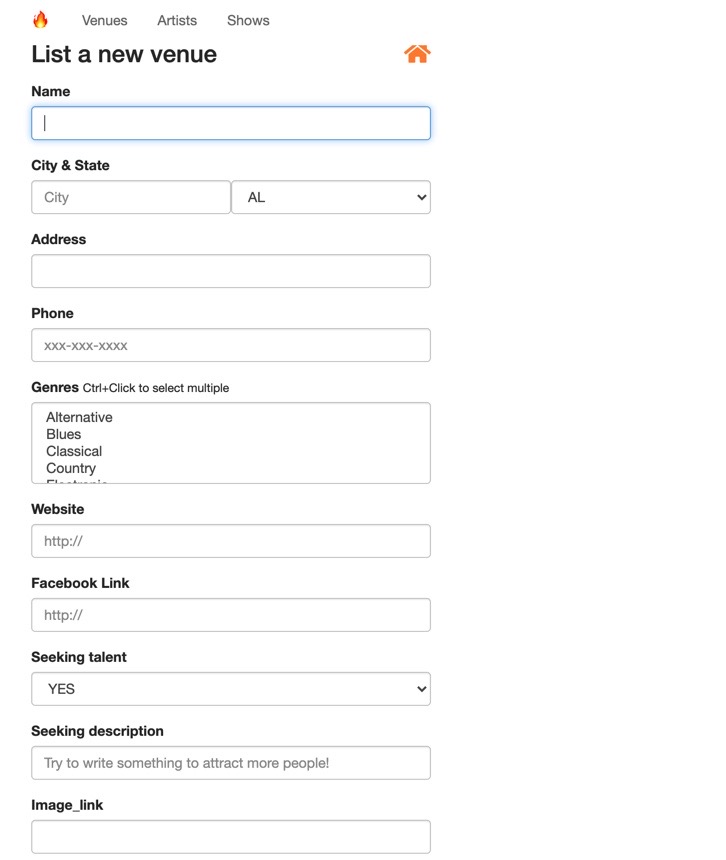 Venues Artists Shows
List a new venue
Name
City & State
City AL
Address
Phone
xxx-xxx-xxxx
Genres Ctrl+Click to select multiple
Alternative
Blues
Classical
Country
Electronic
Website
http://
Facebook Link
http://
Seeking talent
YES
Seeking description
Try to write something to attract more people!
Image_link